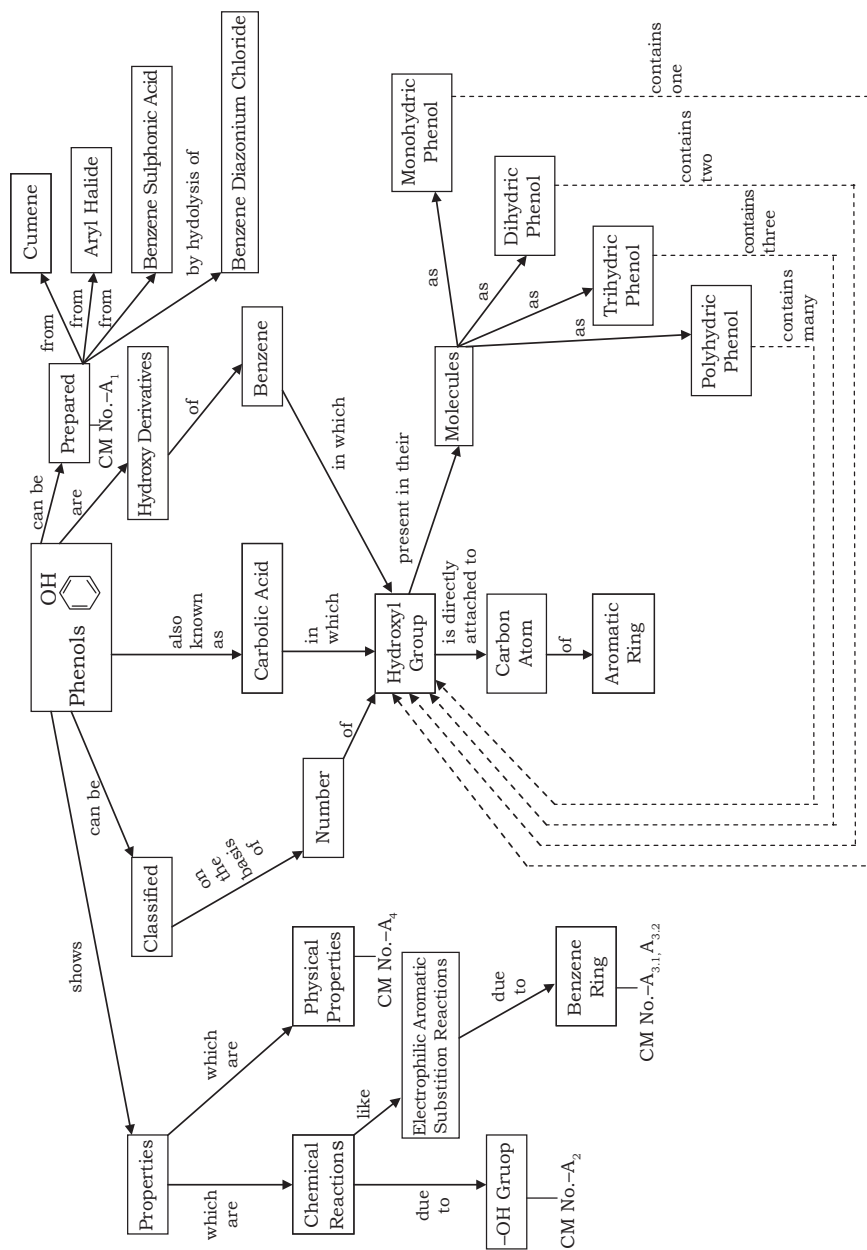 OH
Phenols
shows
can be
also
known
as
are
can be
Properties
Classified
Carbolic Acid
Hydroxy Derivatives
Prepared
CM No.–A1
from
from
from
by hydolysis of
Cumene
Aryl Halide
Benzene Sulphonic Acid
Benzene Diazonium Chloride
which
are
which
are
on
the
basis
of
in
which
of
Benzene
in which
Chemical
Reactions
Physical
Properties
CM No.–A4
Number
of
Hydroxyl
Group
present in their
Molecules
due
to
like
Electrophilic Aromatic
Substition Reactions
is directly
attached to
as
as
as
as
Monohydric
Phenol
Dihydric
Phenol
Trihydric
Phenol
Polyhydric
Phenol
–OH Gruop
CM No.–A2
due
to
Benzene
Ring
CM No.–A3.1, A3.2
Carbon
Atom
of
Aromatic
Ring
contains
one
contains
two
contains
three
contains
many